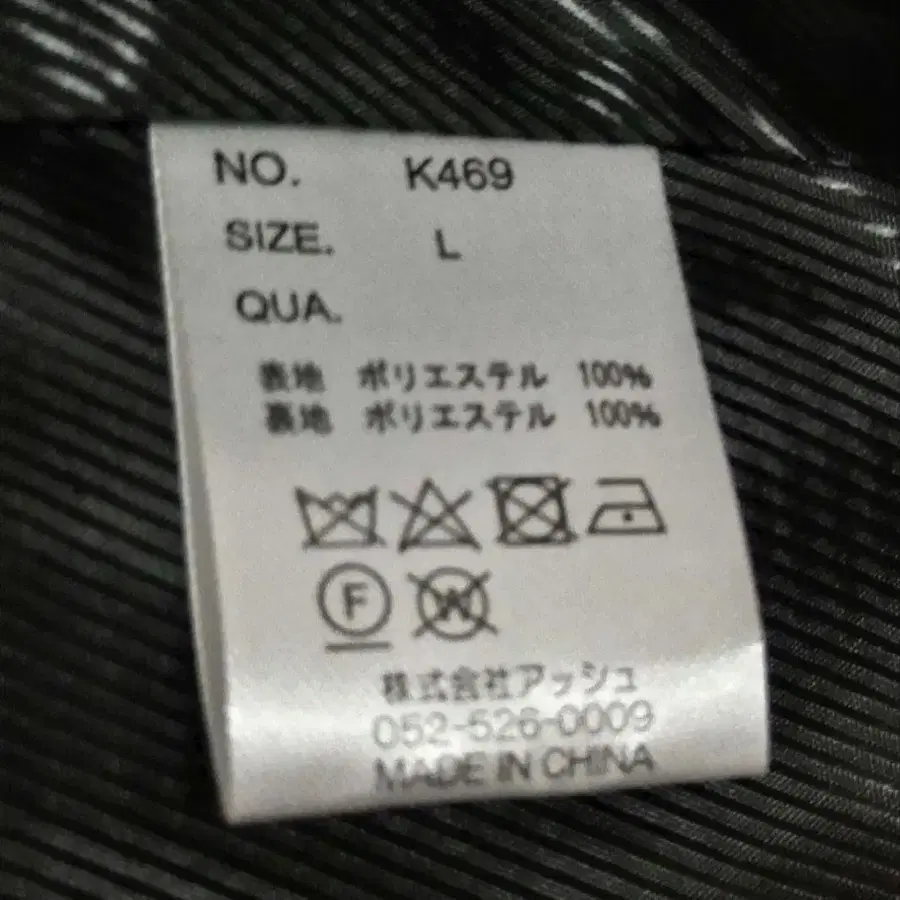 NO. K469
SIZE. L
QUA.
表地 ポリエステル 100%
裏地 ポリエステル 100%
F W
株式会社アッシュ
052-526-0009
MADE IN CHINA